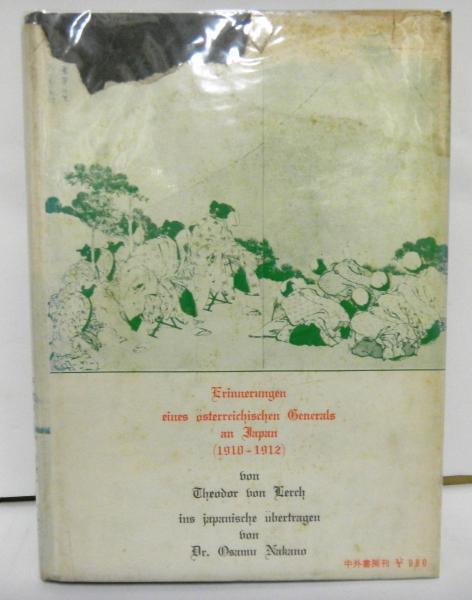 Erinnerungen
eines österreichischen Generals
an Japan
(1910-1912)
von
Theodor von Lerch
ins japanische übertragen
von
Dr. Osamu Nakano
中外書房刊 ¥ 980